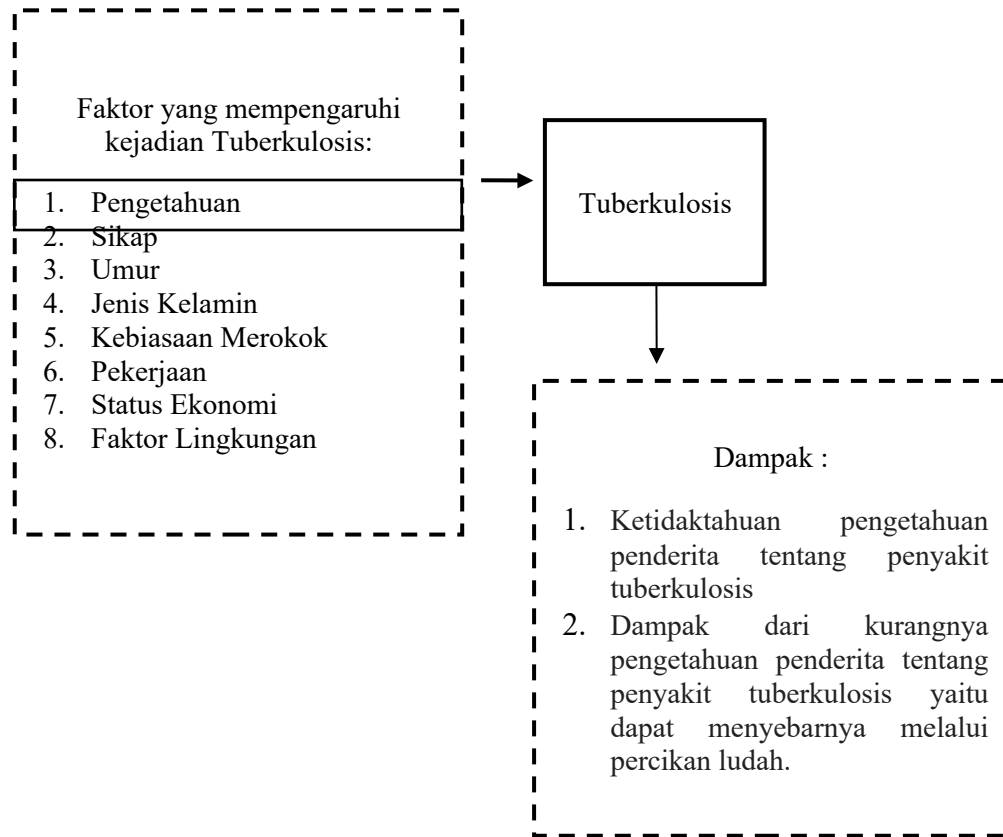 Faktor yang mempengaruhi
kejadian Tuberkulosis:
1. Pengetahuan
2. Sikap
3. Umur
4. Jenis Kelamin
5. Kebiasaan Merokok
6. Pekerjaan
7. Status Ekonomi
8. Faktor Lingkungan
Tuberkulosis
Dampak :
1. Ketidaktahuan pengetahuan
penderita tentang penyakit
tuberkulosis
2. Dampak dari kurangnya
pengetahuan penderita tentang
penyakit tuberkulosis yaitu
dapat menyebarnya melalui
percikan ludah.